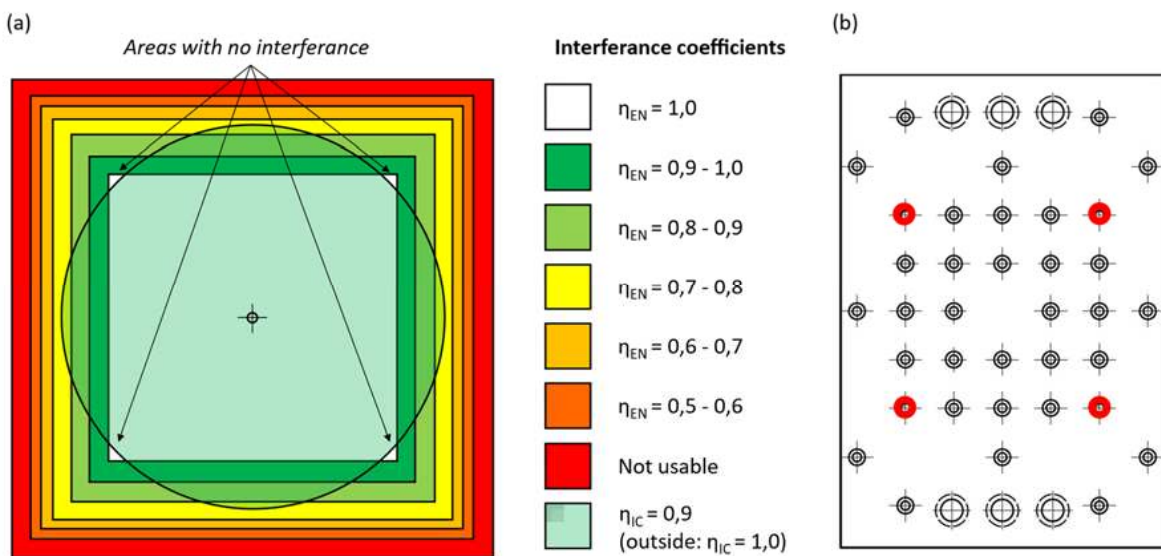 (a)
Areas with no interferance
Interferance coefficients
η_EN = 1,0
η_EN = 0,9 - 1,0
η_EN = 0,8 - 0,9
η_EN = 0,7 - 0,8
η_EN = 0,6 - 0,7
η_EN = 0,5 - 0,6
Not usable
η_IC = 0,9
(outside: η_IC = 1,0)
(b)